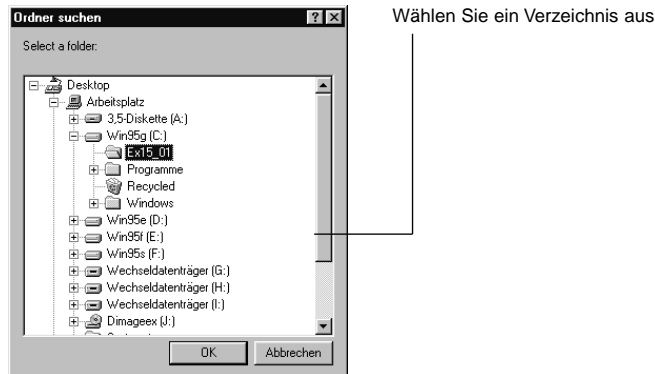 Ordner suchen
Wählen Sie ein Verzeichnis aus
Select a folder:
Desktop
Arbeitsplatz
3,5-Diskette (A:)
Win95g (C:)
Ex15_01
Programme
Recycled
Windows
Win95e (D:)
Win95f (E:)
Win95s (F:)
Wechseldatenträger (G:)
Wechseldatenträger (H:)
Wechseldatenträger (I:)
Dimageex (J:)
OK Abbrechen